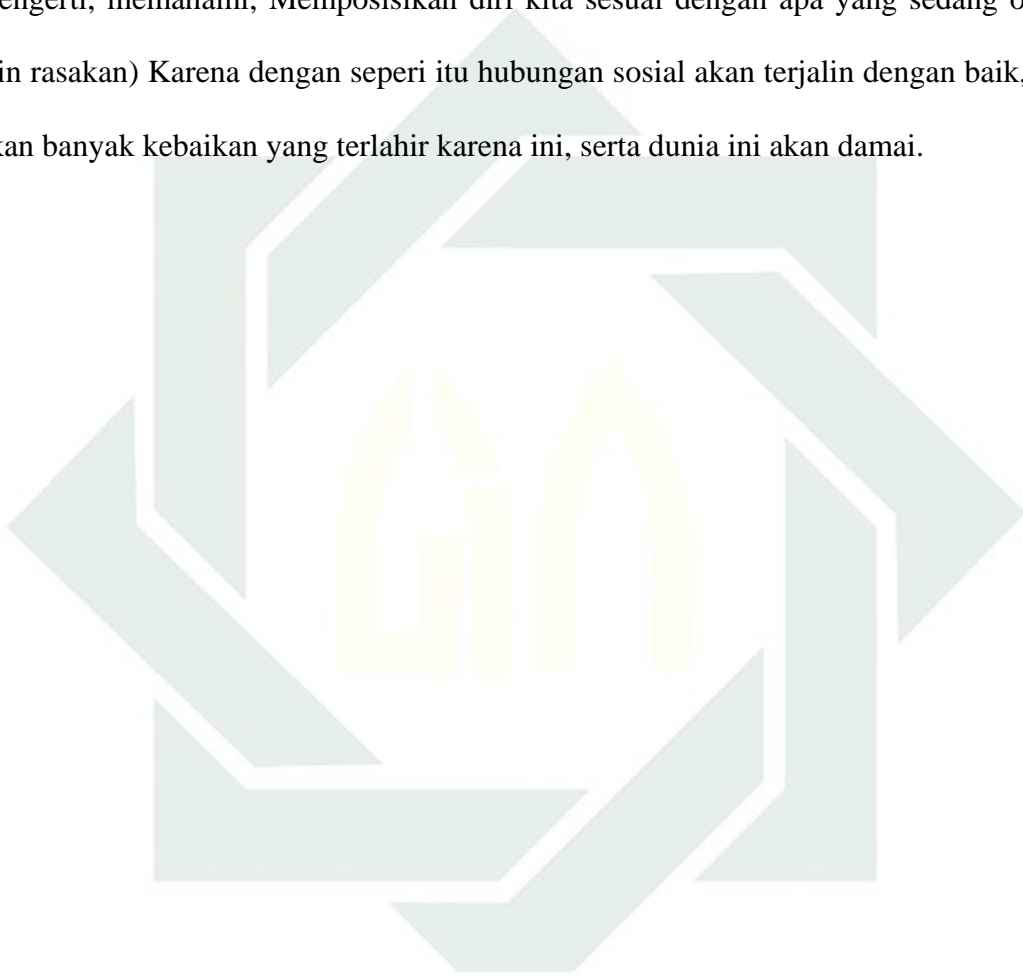 mengerti, memahami, Memposisikan diri kita sesuai dengan apa yang sedang
rasakan) Karena dengan seperi itu hubungan sosial akan terjalin dengan baik,
banyak kebaikan yang terlahir karena ini, serta dunia ini akan damai.